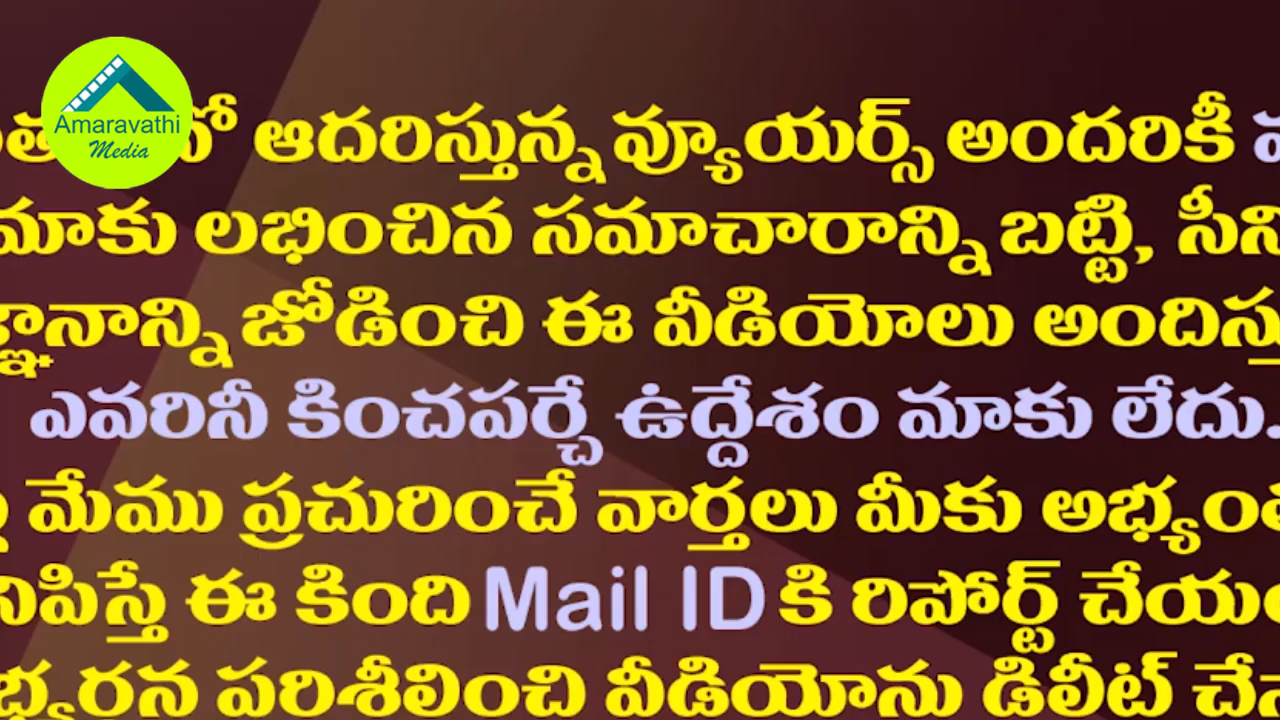 Amaravathi
Media
ఆదరిస్తున్న వ్యూయర్స్ అందరికీ
మాకు లభించిన సమాచారాన్ని బట్టి,
జోడించి ఈ వీడియోలు
ఎవరినీ కించపర్చే ఉద్దేశం మాకు లేదు.
మేము ప్రచురించే వార్తలు మీకు
ఈ కింది Mail ID కి రిపోర్ట్
పరిశీలించి వీడియోను డిలీట్